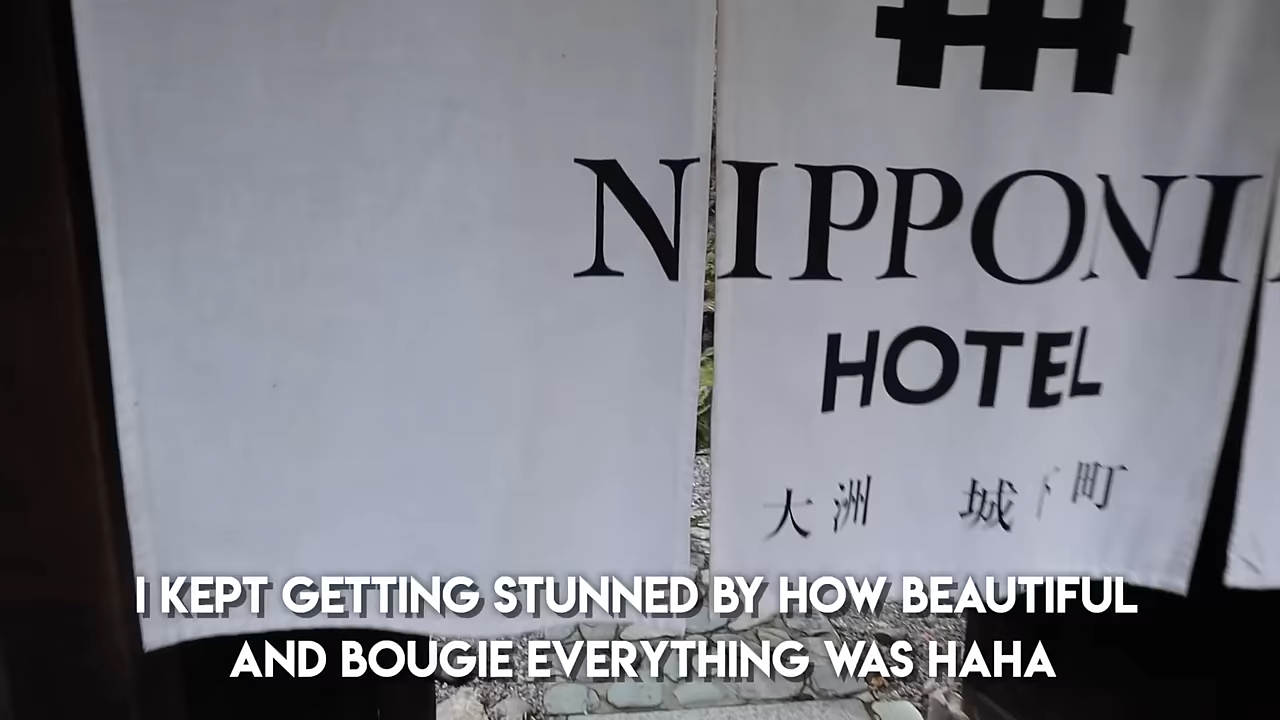 NIPPONI
HOTEL
大洲 城下町
I KEPT GETTING STUNNED BY HOW BEAUTIFUL
AND BOUGIE EVERYTHING WAS HAHA